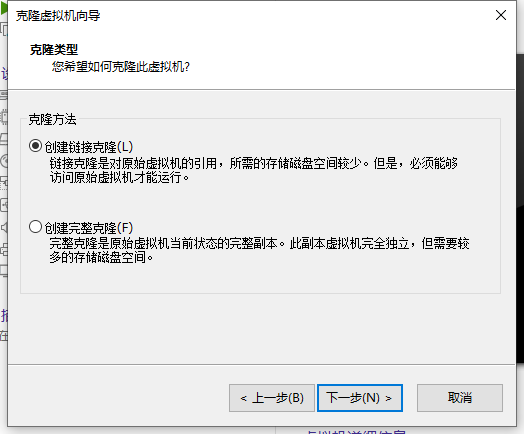 克隆虚拟机向导
克隆类型
您希望如何克隆此虚拟机?
克隆方法
创建链接克隆(L)
链接克隆是对原始虚拟机的引用，所需的存储磁盘空间较少。但是，必须能够
访问原始虚拟机才能运行。
创建完整克隆(F)
完整克隆是原始虚拟机当前状态的完整副本。此副本虚拟机完全独立，但需要较
多的存储磁盘空间。
< 上一步(B)
下一步(N) >
取消